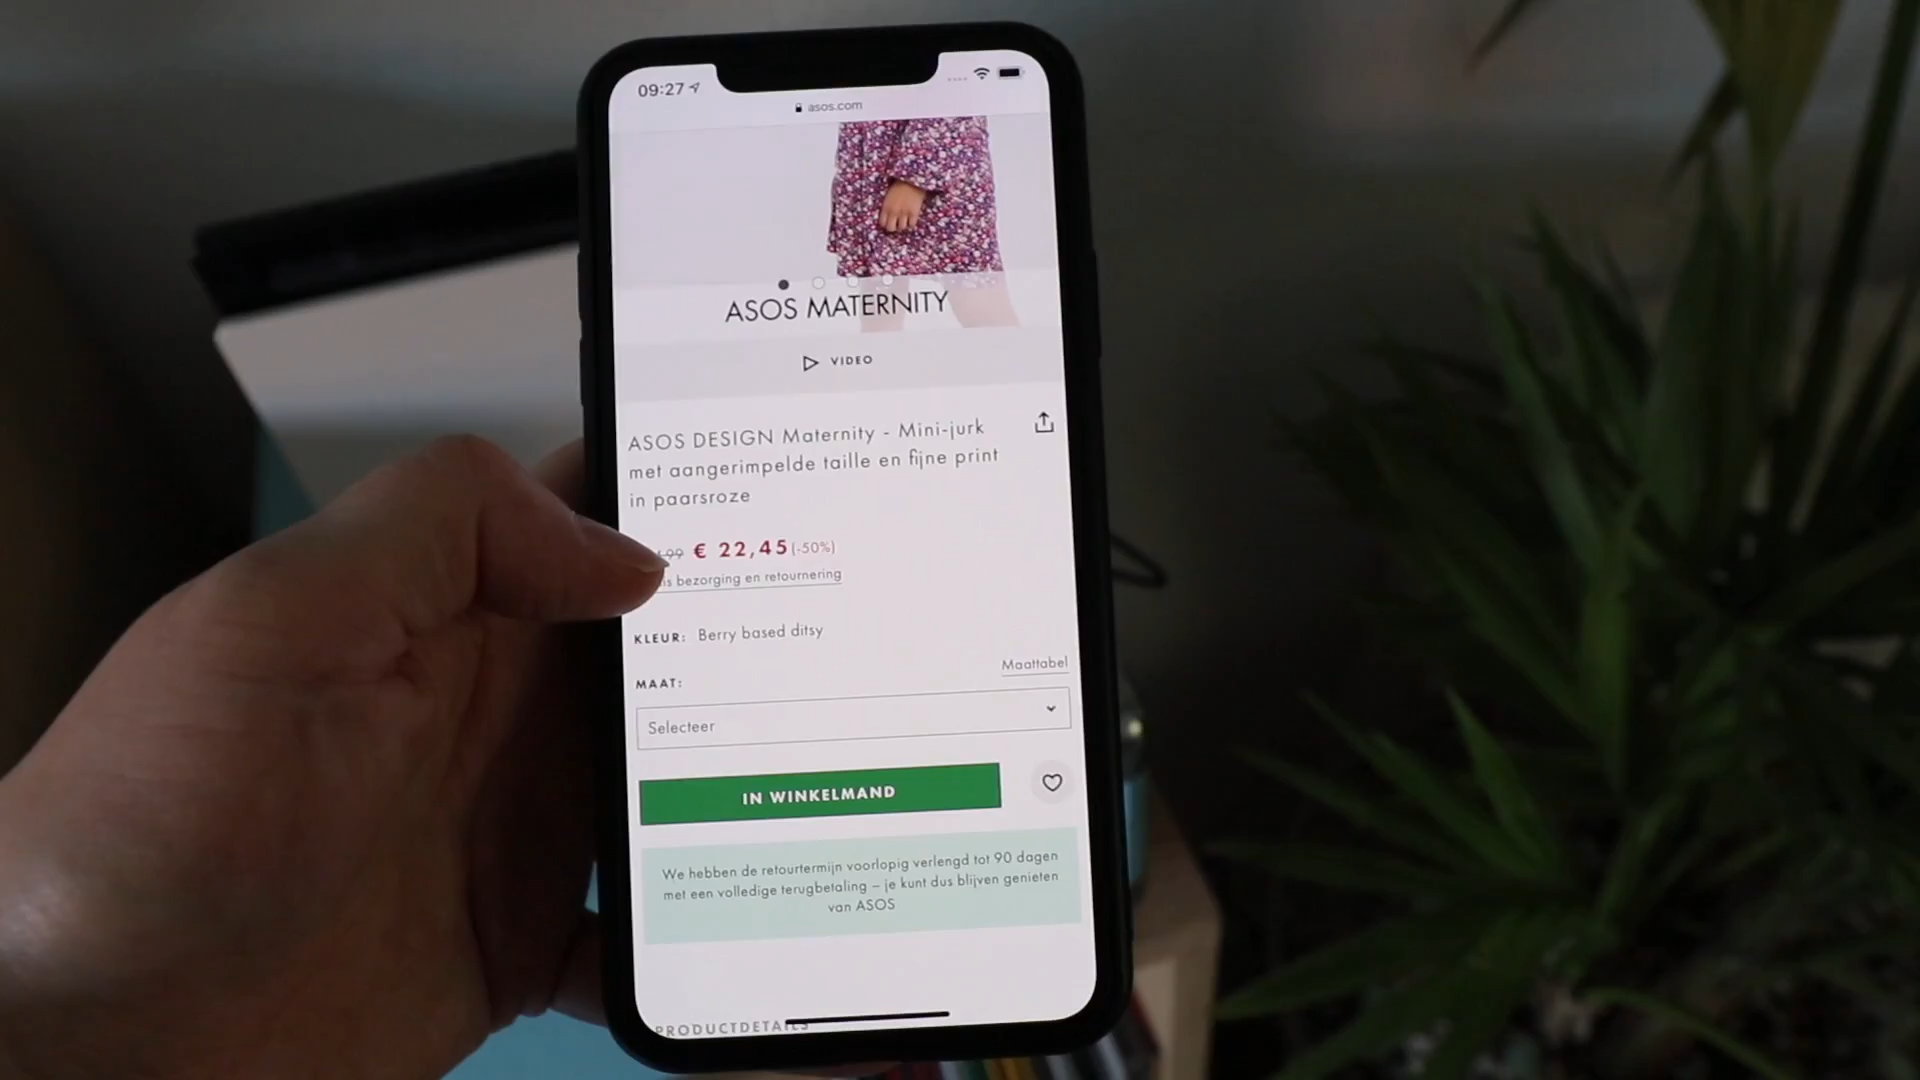 09:27
asos.com
ASOS MATERNITY
VIDEO
ASOS DESIGN Maternity - Mini-jurk
met aangerimpelde taille en fijne print
in paarsroze
€ 22,45 (-50%)
bezorging en retournering
KLEUR: Berry based ditsy
Maattabel
MAAT:
Selecteer
IN WINKELMAND
We hebben de retourtermijn voorlopig verlengd tot 90 dagen
met een volledige terugbetaling – je kunt dus blijven genieten
van ASOS
PRODUCTDETAILS